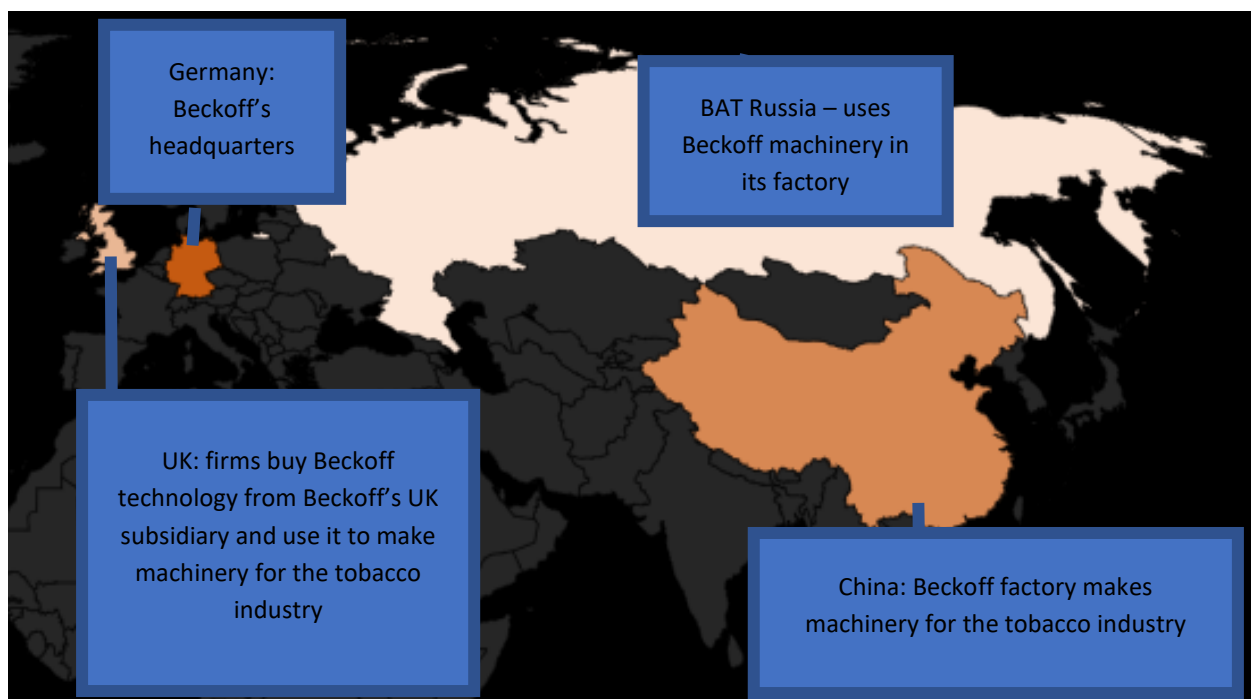 Germany:
Beckoff’s
headquarters
BAT Russia – uses
Beckoff machinery in
its factory
UK: firms buy Beckoff
technology from Beckoff’s UK
subsidiary and use it to make
machinery for the tobacco
industry
China: Beckoff factory makes
machinery for the tobacco industry